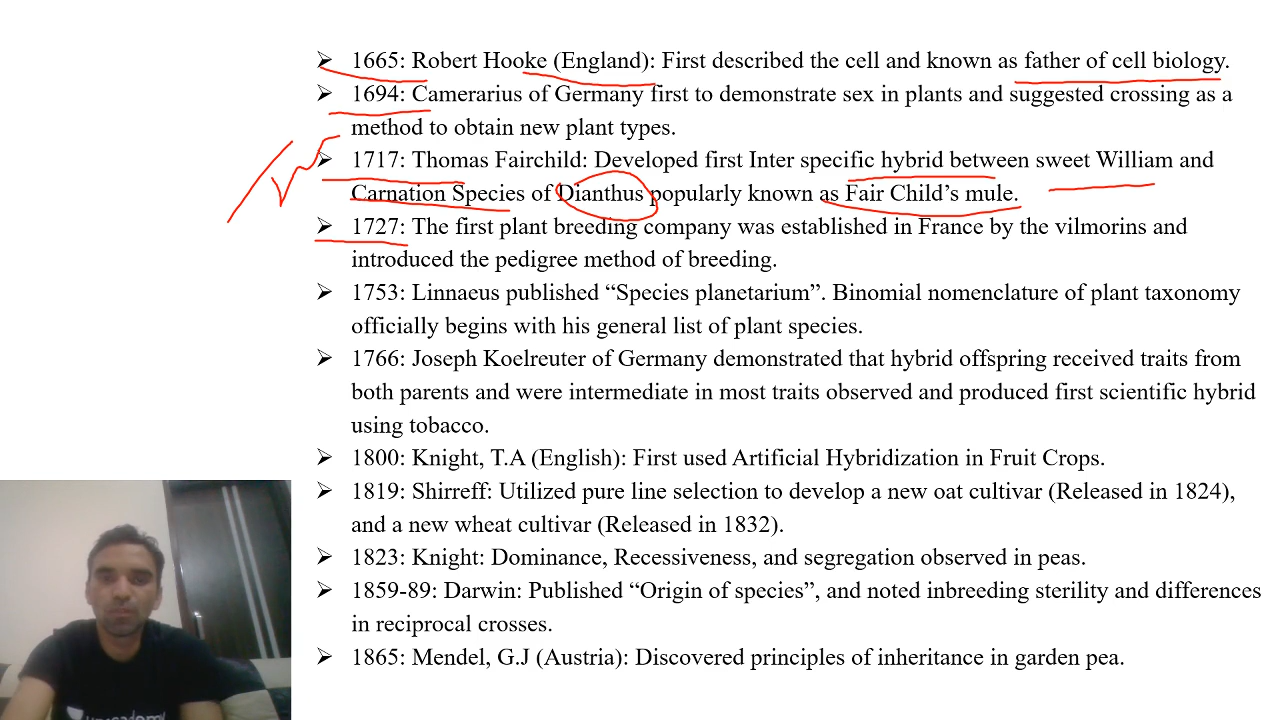 ➢ 1665: Robert Hooke (England): First described the cell and known as father of cell biology.
➢ 1694: Camerarius of Germany first to demonstrate sex in plants and suggested crossing as a
method to obtain new plant types.
➢ 1717: Thomas Fairchild: Developed first Inter specific hybrid between sweet William and
Carnation Species of Dianthus popularly known as Fair Child’s mule.
➢ 1727: The first plant breeding company was established in France by the vilmorins and
introduced the pedigree method of breeding.
➢ 1753: Linnaeus published “Species planetarium”. Binomial nomenclature of plant taxonomy
officially begins with his general list of plant species.
➢ 1766: Joseph Koelreuter of Germany demonstrated that hybrid offspring received traits from
both parents and were intermediate in most traits observed and produced first scientific hybrid
using tobacco.
➢ 1800: Knight, T.A (English): First used Artificial Hybridization in Fruit Crops.
➢ 1819: Shirreff: Utilized pure line selection to develop a new oat cultivar (Released in 1824),
and a new wheat cultivar (Released in 1832).
➢ 1823: Knight: Dominance, Recessiveness, and segregation observed in peas.
➢ 1859-89: Darwin: Published “Origin of species”, and noted inbreeding sterility and differences
in reciprocal crosses.
➢ 1865: Mendel, G.J (Austria): Discovered principles of inheritance in garden pea.